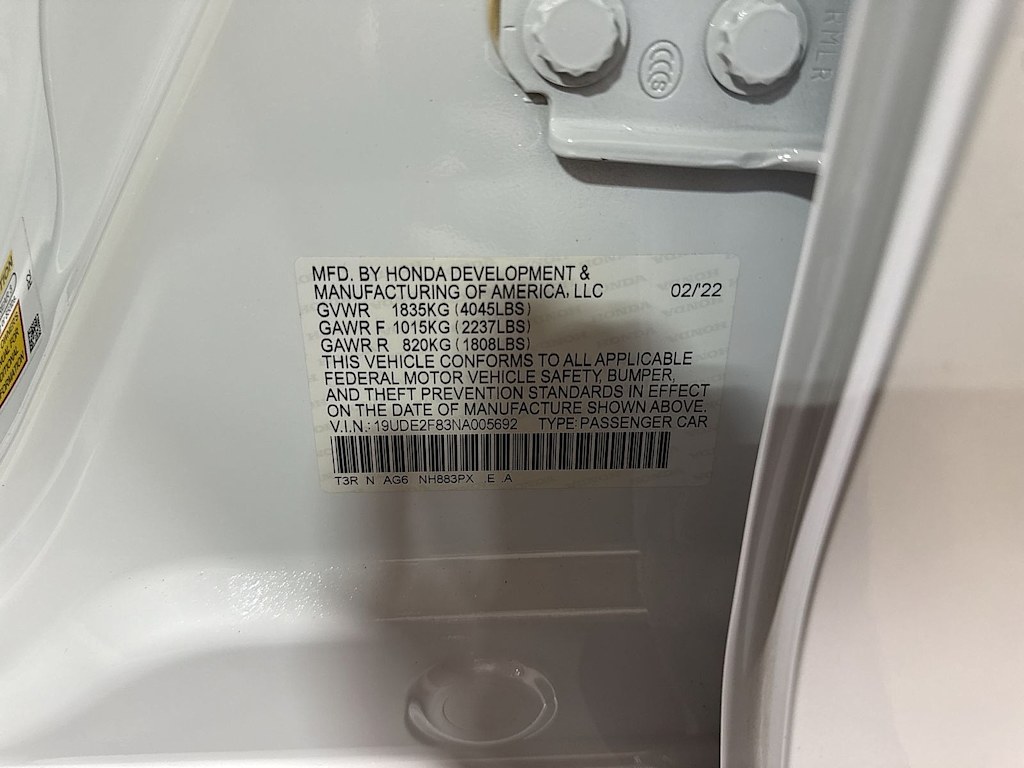 RMLR
MFD. BY HONDA DEVELOPMENT &
MANUFACTURING OF AMERICA, LLC 02/'22
GVWR 1835KG (4045LBS)
GAWR F 1015KG (2237LBS)
GAWR R 820KG (1808LBS)
THIS VEHICLE CONFORMS TO ALL APPLICABLE
FEDERAL MOTOR VEHICLE SAFETY, BUMPER,
AND THEFT PREVENTION STANDARDS IN EFFECT
ON THE DATE OF MANUFACTURE SHOWN ABOVE.
V.I.N.: 19UDE2F83NA005692 TYPE: PASSENGER CAR
T3R N AG6 NH883PX E .A